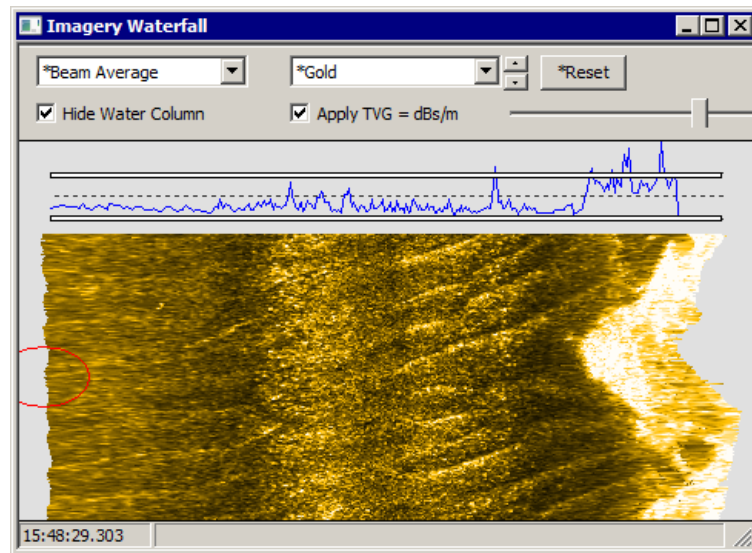 Imagery Waterfall
*Beam Average *Gold *Reset
Hide Water Column Apply TVG = dBs/m
15:48:29.303